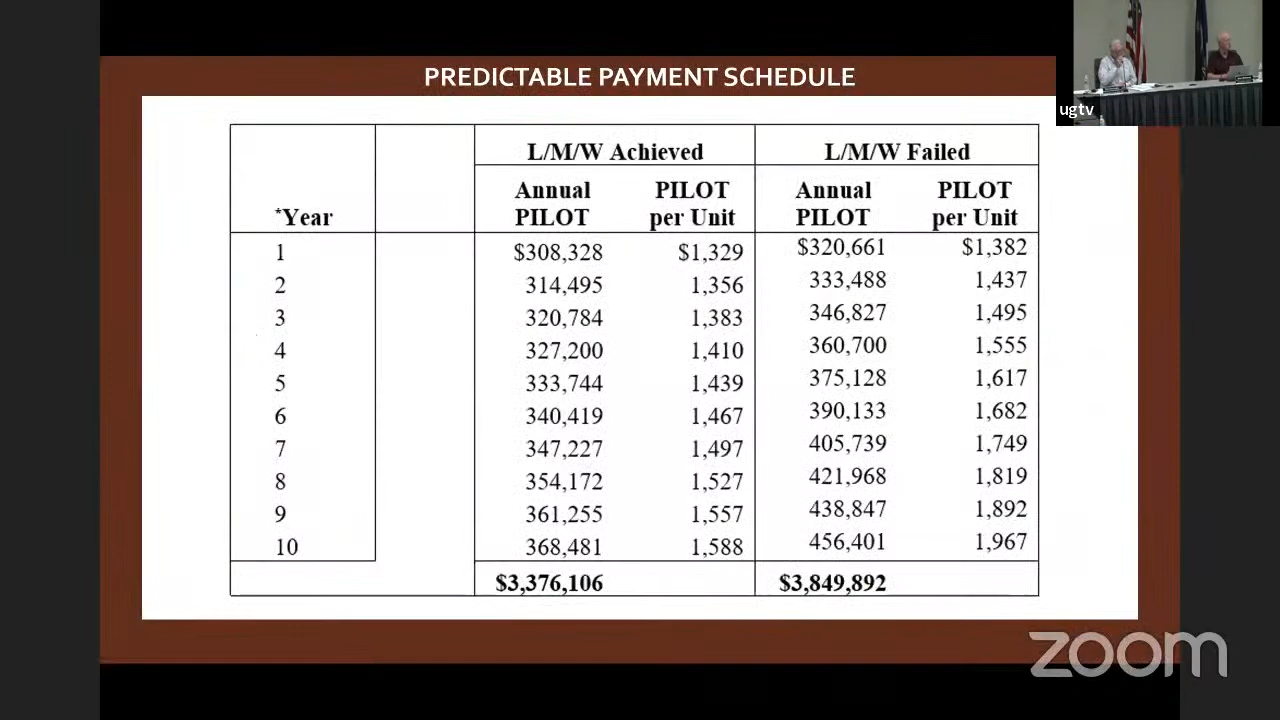 PREDICTABLE PAYMENT SCHEDULE
ugtv
L/M/W Achieved L/M/W Failed
Annual PILOT Annual PILOT
*Year PILOT per Unit PILOT per Unit
1 $308,328 $1,329 $320,661 $1,382
2 314,495 1,356 333,488 1,437
3 320,784 1,383 346,827 1,495
4 327,200 1,410 360,700 1,555
5 333,744 1,439 375,128 1,617
6 340,419 1,467 390,133 1,682
7 347,227 1,497 405,739 1,749
8 354,172 1,527 421,968 1,819
9 361,255 1,557 438,847 1,892
10 368,481 1,588 456,401 1,967
$3,376,106 $3,849,892
zoom